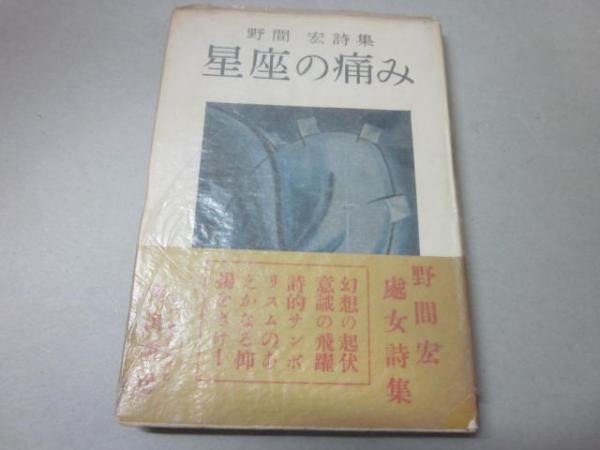 野間 宏詩集
星座の痛み
野間宏
處女詩集
幻想の起伏
意識の飛躍
詩的サンボ
リスムのあ
えかなる抑
揚をきけ!